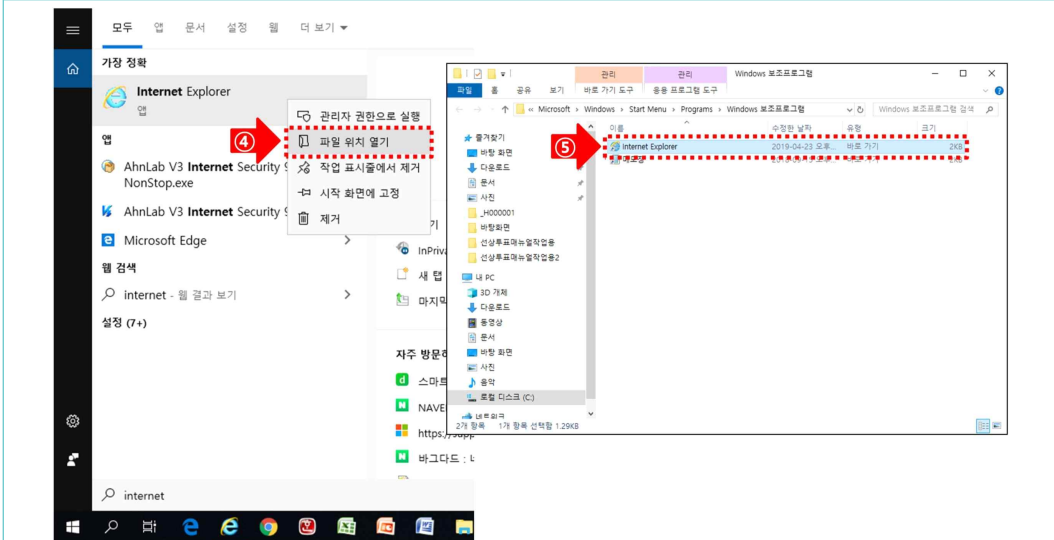 모두 앱 문서 설정 웹 더 보기
가장 정확
Internet Explorer
앱
관리자 권한으로 실행
④
파일 위치 열기
작업 표시줄에서 제거
시작 화면에 고정
제거
앱
AhnLab V3 Internet Security
NonStop.exe
AhnLab V3 Internet Security
Microsoft Edge
웹 검색
internet - 웹 결과 보기
설정 (7+)
기
InPriv
새 탭
마지막
자주 방문하
스마트
NAVE
https://supp
바그다드 :
internet
관리 관리 Windows 보조프로그램
파일 홈 공유 보기 바로 가기 도구 응용 프로그램 도구
« Microsoft › Windows › Start Menu › Programs › Windows 보조프로그램
Windows 보조프로그램 검색
이름 수정한 날짜 유형 크기
⑤
Internet Explorer 2019-04-23 오후... 바로 가기 2KB
메모장
즐겨찾기
바탕 화면
다운로드
문서
사진
_H000001
바탕화면
선상투표매뉴얼작업용
선상투표매뉴얼작업용2
내 PC
3D 개체
다운로드
동영상
문서
바탕 화면
사진
음악
로컬 디스크 (C:)
네트워크
2개 항목 1개 항목 선택함 1.29KB